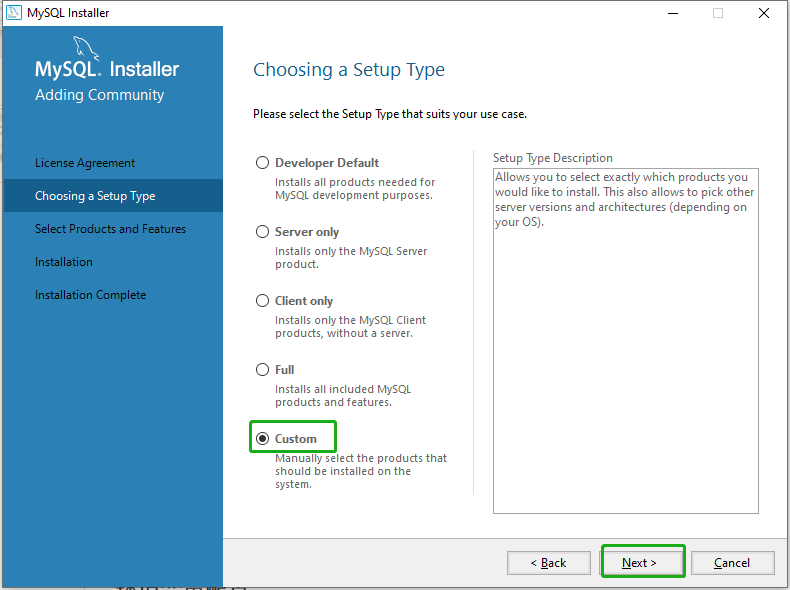 MySQL Installer
MySQL. Installer
Adding Community
License Agreement
Choosing a Setup Type
Select Products and Features
Installation
Installation Complete
Choosing a Setup Type
Please select the Setup Type that suits your use case.
Developer Default
Installs all products needed for
MySQL development purposes.
Server only
Installs only the MySQL Server
product.
Client only
Installs only the MySQL Client
products, without a server.
Full
Installs all included MySQL
products and features.
Custom
Manually select the products that
should be installed on the
system.
Setup Type Description
Allows you to select exactly which products you
would like to install. This also allows to pick other
server versions and architectures (depending on
your OS).
< Back
Next >
Cancel